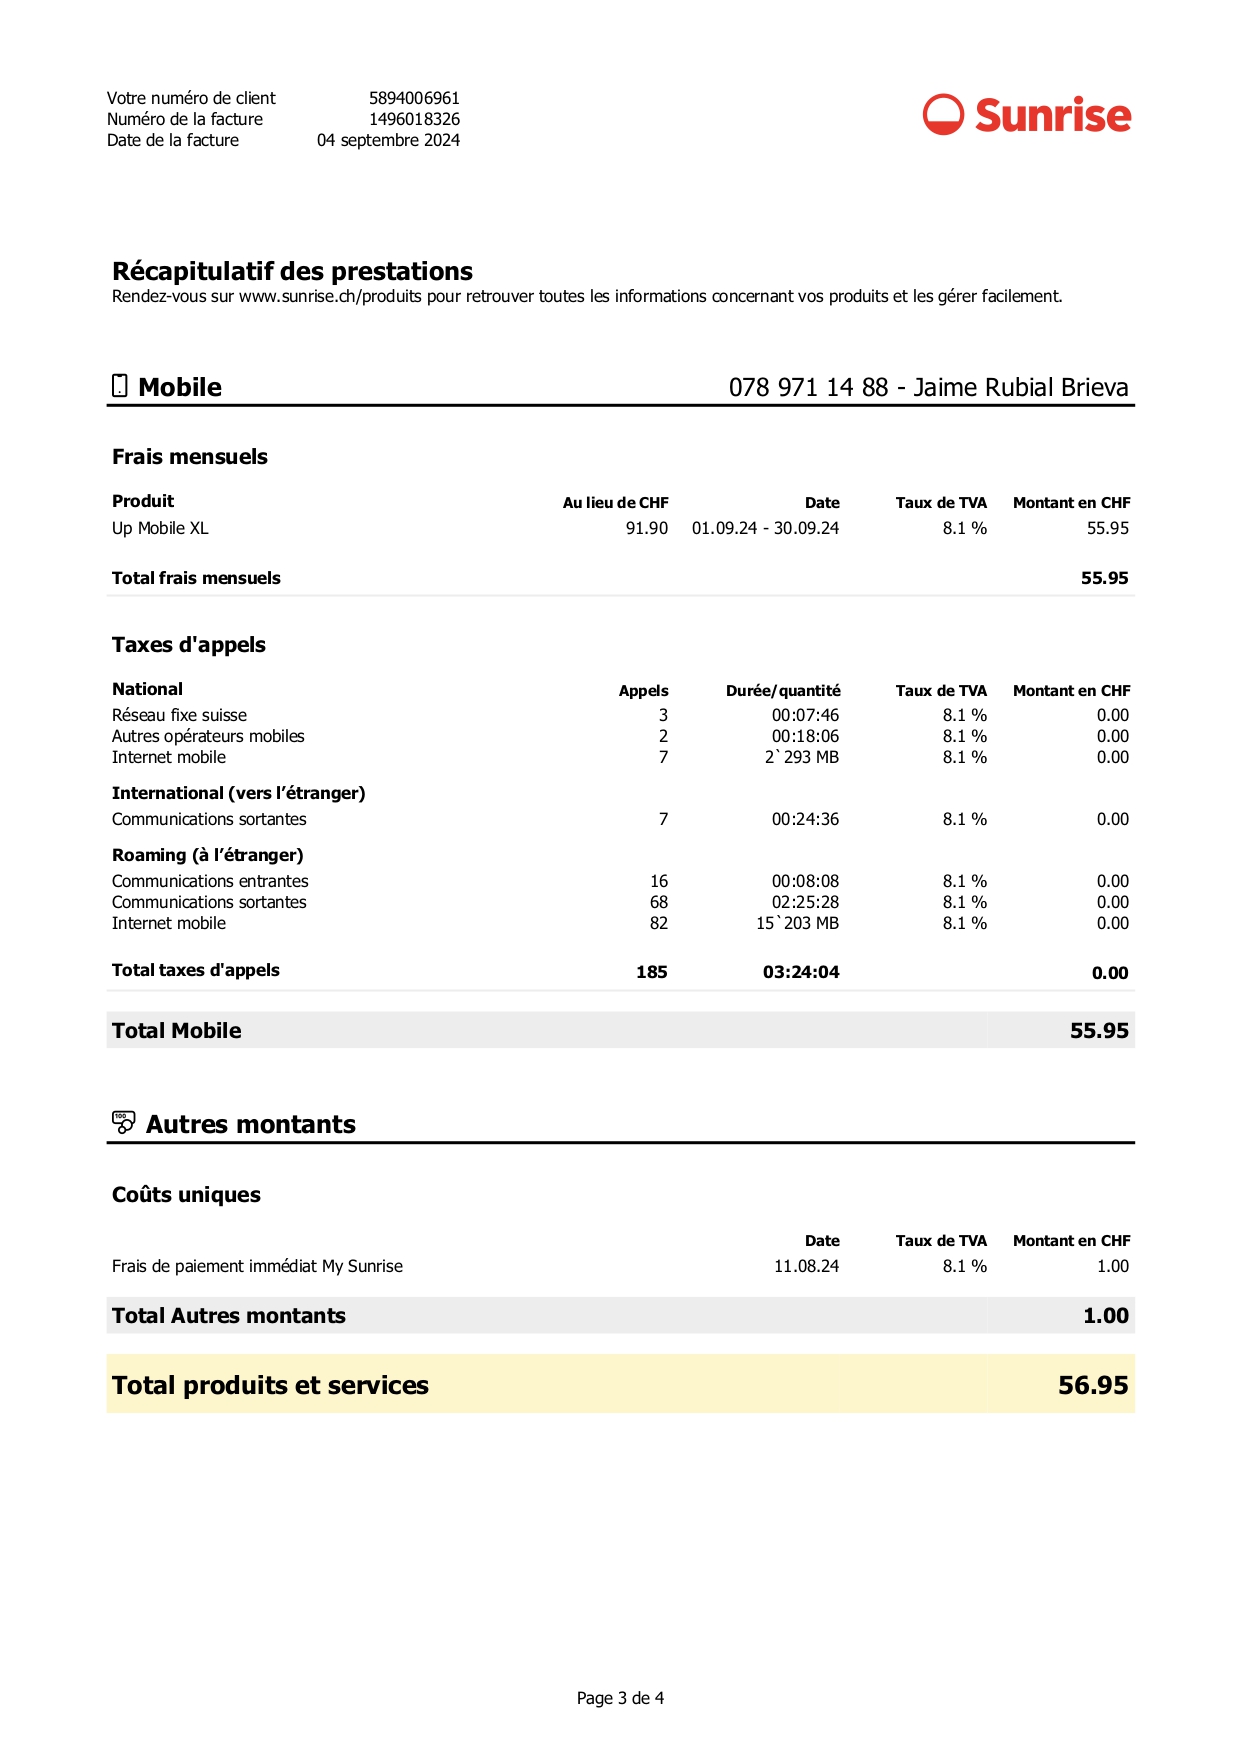 Votre numéro de client 5894006961
Numéro de la facture 1496018326
Date de la facture 04 septembre 2024
Sunrise
Récapitulatif des prestations
Rendez-vous sur www.sunrise.ch/produits pour retrouver toutes les informations concernant vos produits et les gérer facilement.
Mobile 078 971 14 88 - Jaime Rubial Brieva
Frais mensuels
Produit Au lieu de CHF Date Taux de TVA Montant en CHF
Up Mobile XL 91.90 01.09.24 - 30.09.24 8.1 % 55.95
Total frais mensuels 55.95
Taxes d'appels
National Appels Durée/quantité Taux de TVA Montant en CHF
Réseau fixe suisse 3 00:07:46 8.1 % 0.00
Autres opérateurs mobiles 2 00:18:06 8.1 % 0.00
Internet mobile 7 2`293 MB 8.1 % 0.00
International (vers l’étranger)
Communications sortantes 7 00:24:36 8.1 % 0.00
Roaming (à l’étranger)
Communications entrantes 16 00:08:08 8.1 % 0.00
Communications sortantes 68 02:25:28 8.1 % 0.00
Internet mobile 82 15`203 MB 8.1 % 0.00
Total taxes d'appels 185 03:24:04 0.00
Total Mobile 55.95
100
Autres montants
Coûts uniques
Date Taux de TVA Montant en CHF
Frais de paiement immédiat My Sunrise 11.08.24 8.1 % 1.00
Total Autres montants 1.00
Total produits et services 56.95
Page 3 de 4